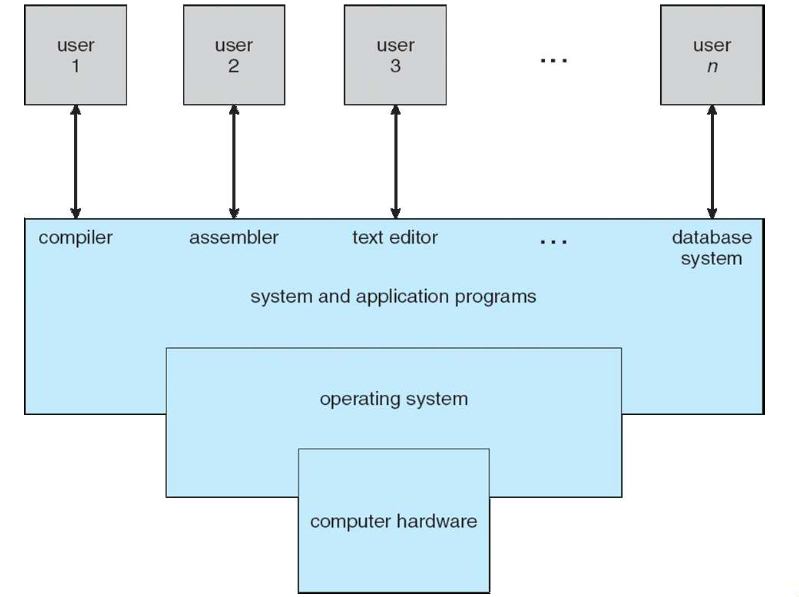 user
1
user
2
user
3
...
user
n
compiler
assembler
text editor
...
database
system
system and application programs
operating system
computer hardware